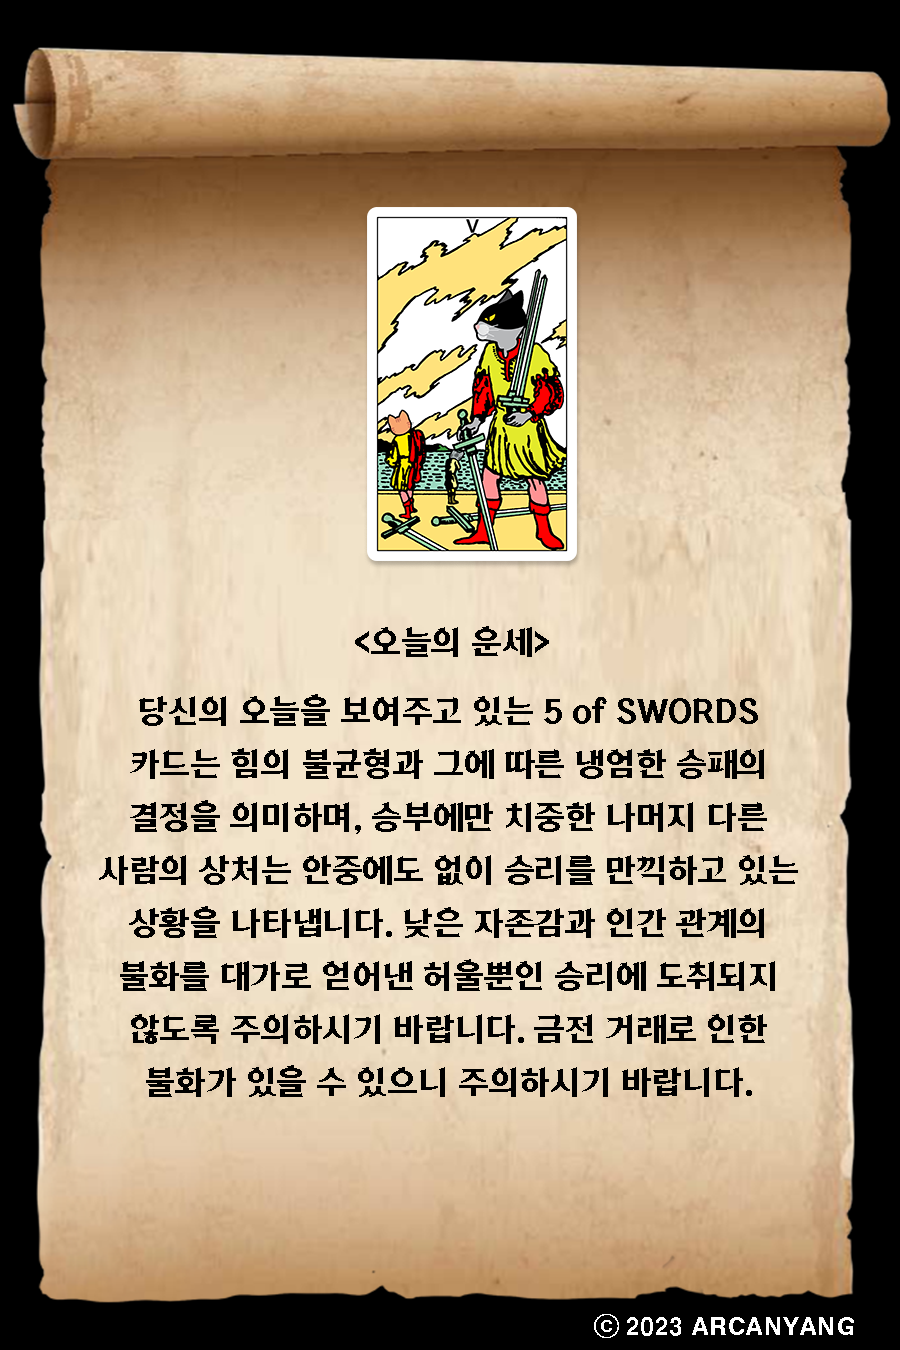 V
<오늘의 운세>
당신의 오늘을 보여주고 있는 5 of SWORDS
카드는 힘의 불균형과 그에 따른 냉엄한 승패의
결정을 의미하며, 승부에만 치중한 나머지 다른
사람의 상처는 안중에도 없이 승리를 만끽하고 있는
상황을 나타냅니다. 낮은 자존감과 인간 관계의
불화를 대가로 얻어낸 허울뿐인 승리에 도취되지
않도록 주의하시기 바랍니다. 금전 거래로 인한
불화가 있을 수 있으니 주의하시기 바랍니다.
ⓒ 2023 ARCANYANG